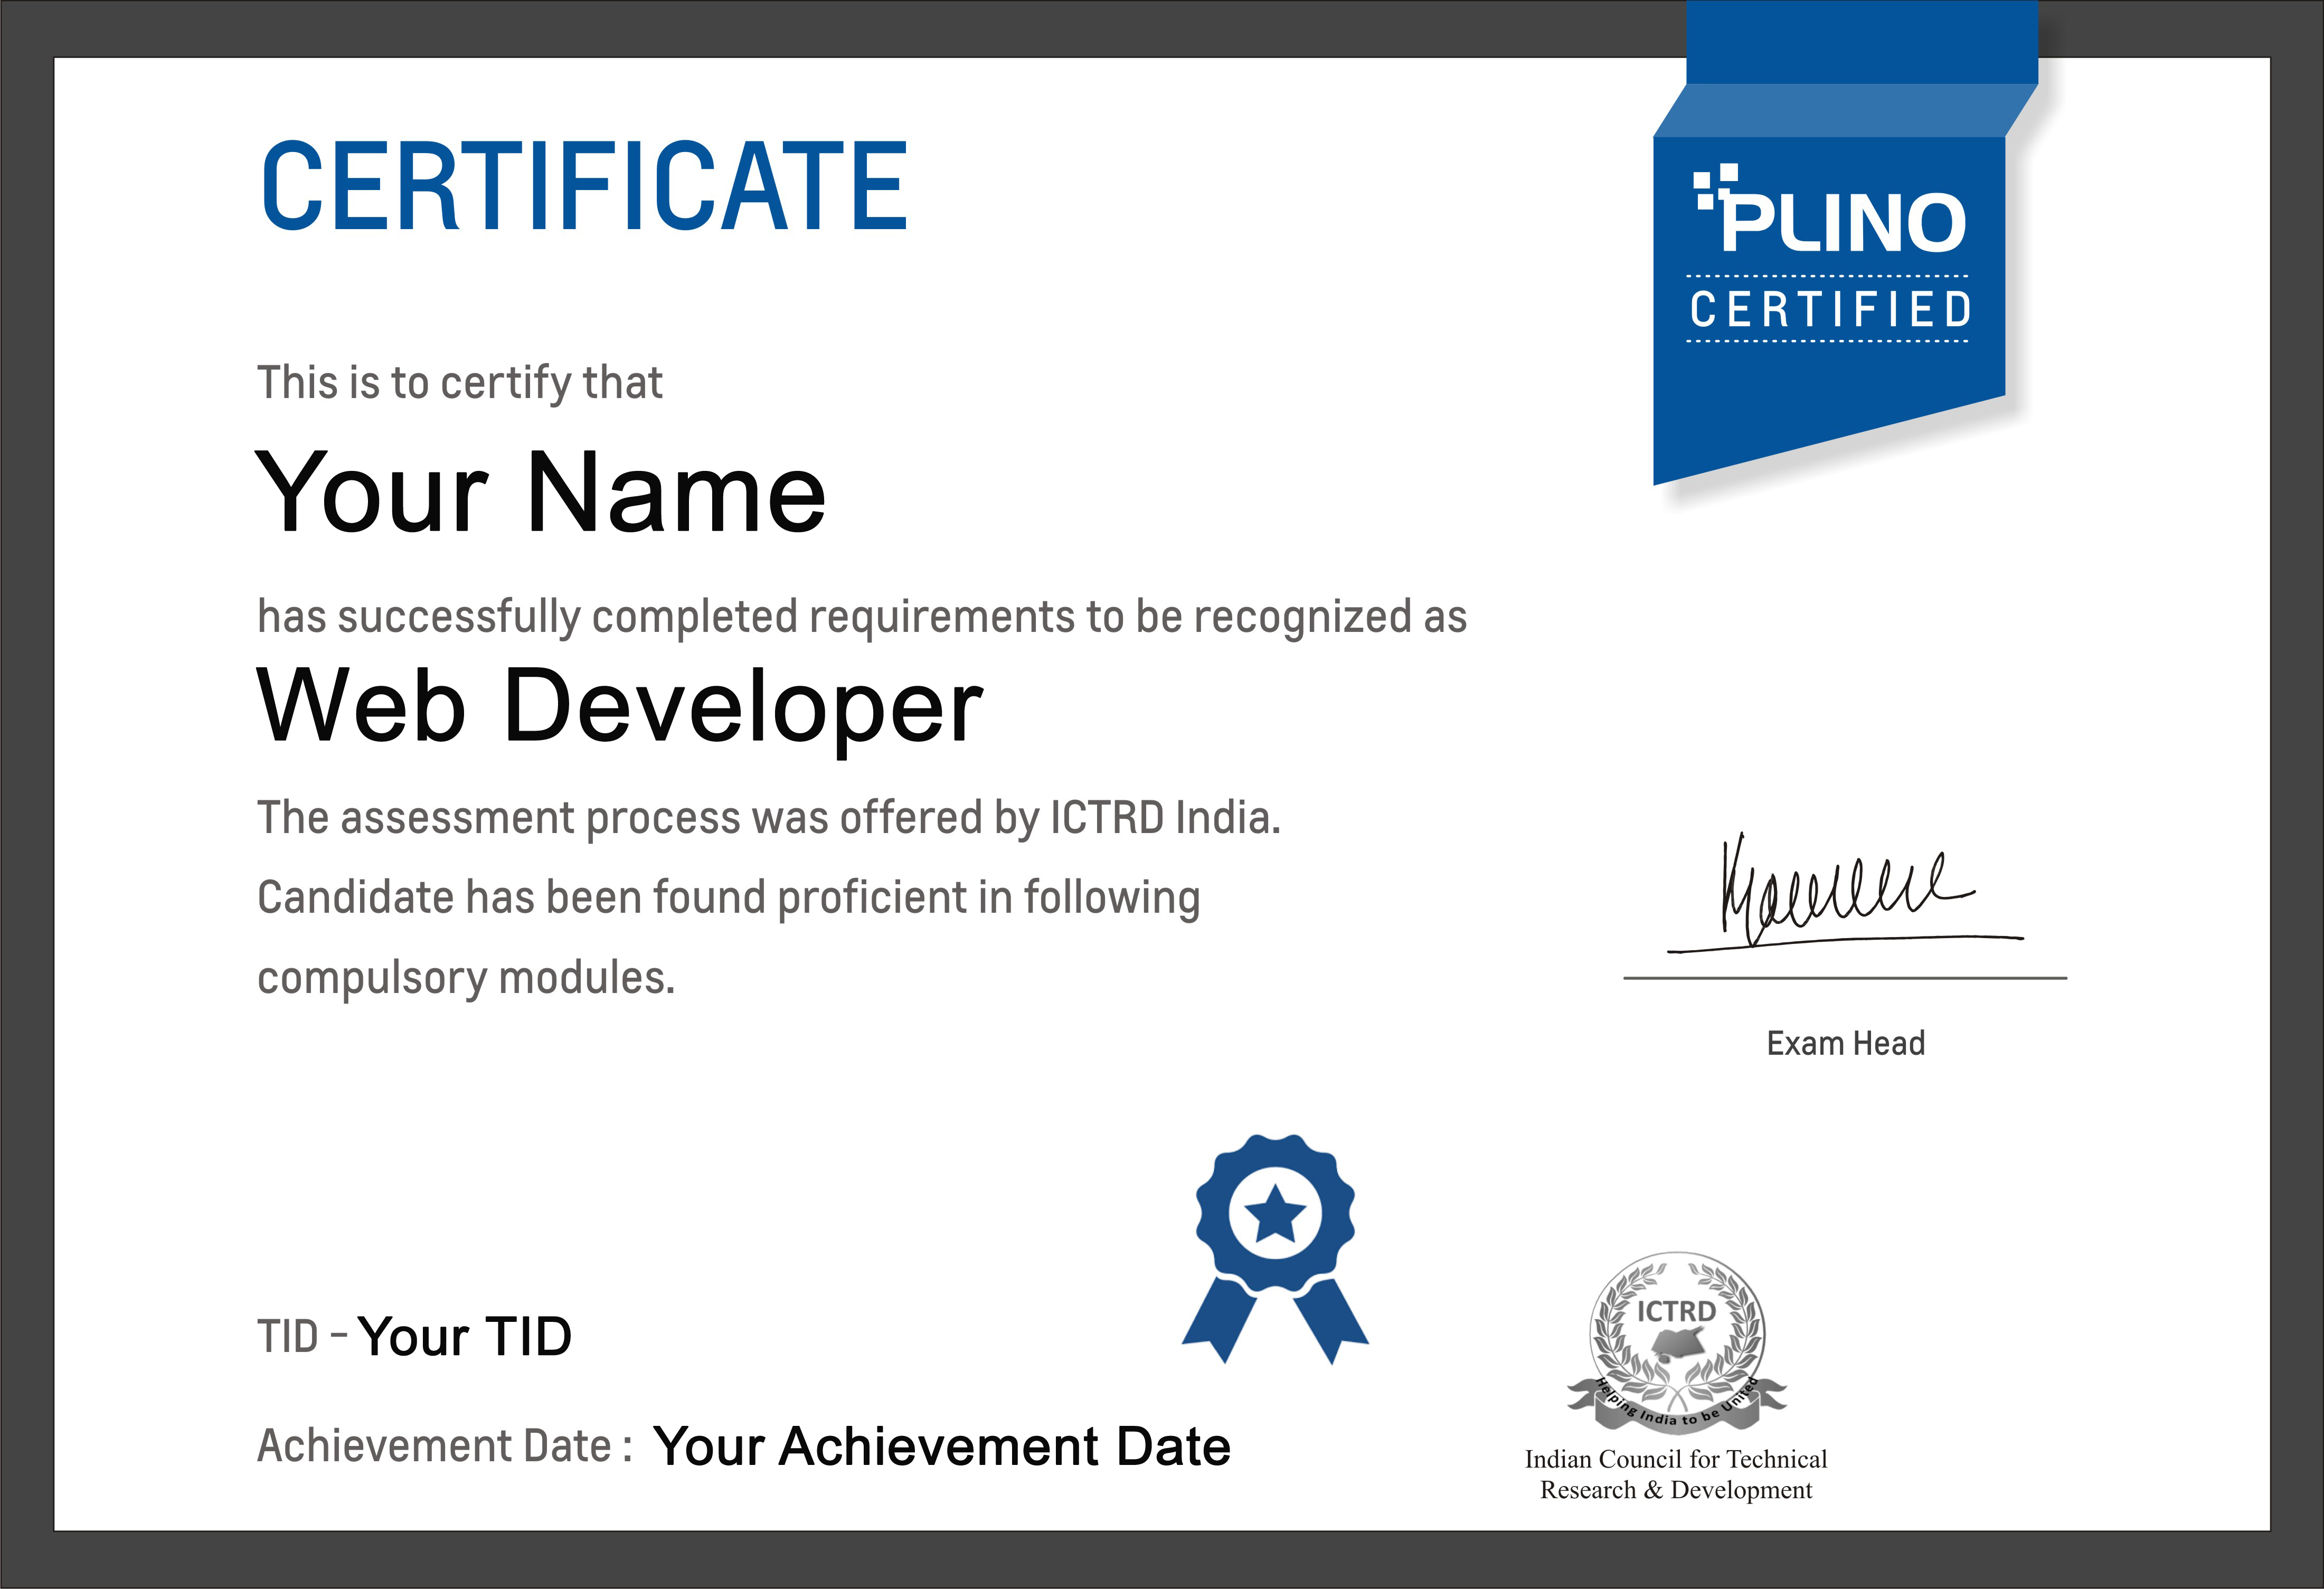 CERTIFICATE
PLINO
CERTIFIED
This is to certify that
Your Name
has successfully completed requirements to be recognized as
Web Developer
The assessment process was offered by ICTRD India.
Candidate has been found proficient in following
compulsory modules.
Exam Head
TID - Your TID
Achievement Date : Your Achievement Date
ICTRD
Helping India to be United
Indian Council for Technical
Research & Development